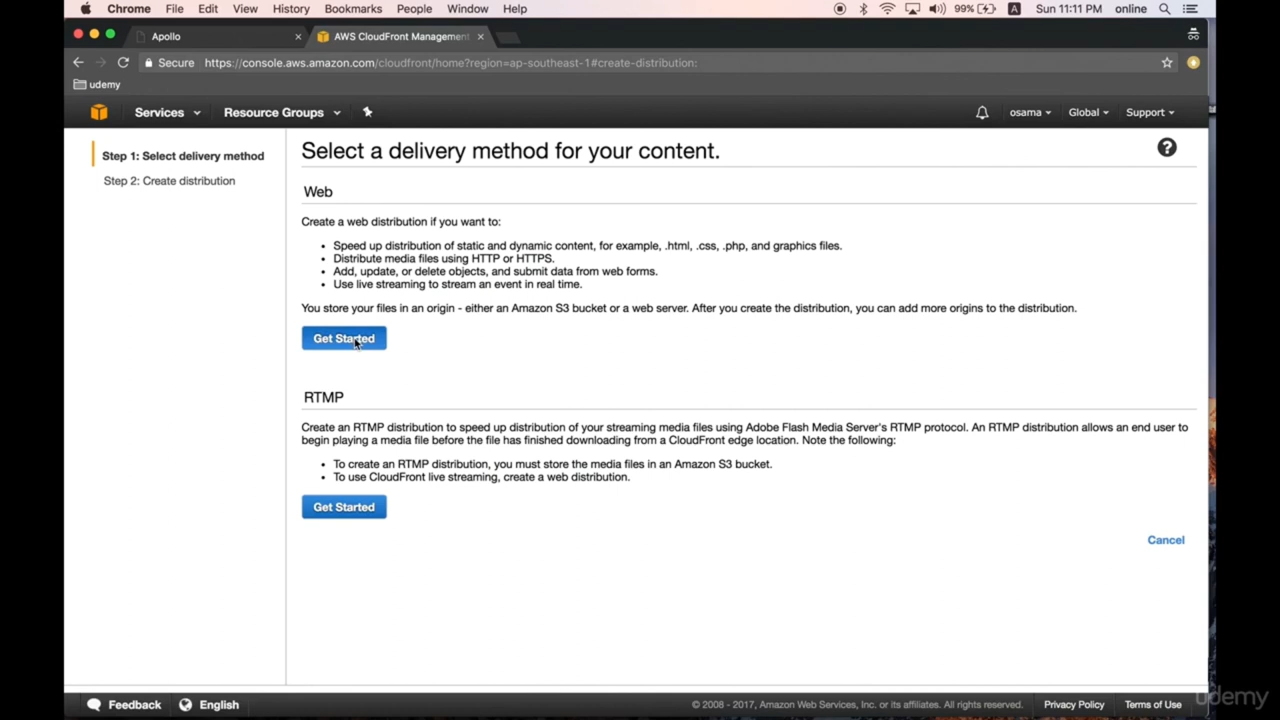 Chrome File Edit View History Bookmarks People Window Help 99% A Sun 11:11 PM online
Apollo × AWS CloudFront Management ×
Secure https://console.aws.amazon.com/cloudfront/home?region=ap-southeast-1#create-distribution:
udemy
Services Resource Groups osama Global Support
Step 1: Select delivery method
Step 2: Create distribution
Select a delivery method for your content.
?
Web
Create a web distribution if you want to:
• Speed up distribution of static and dynamic content, for example, .html, .css, .php, and graphics files.
• Distribute media files using HTTP or HTTPS.
• Add, update, or delete objects, and submit data from web forms.
• Use live streaming to stream an event in real time.
You store your files in an origin - either an Amazon S3 bucket or a web server. After you create the distribution, you can add more origins to the distribution.
Get Started
RTMP
Create an RTMP distribution to speed up distribution of your streaming media files using Adobe Flash Media Server's RTMP protocol. An RTMP distribution allows an end user to
begin playing a media file before the file has finished downloading from a CloudFront edge location. Note the following:
• To create an RTMP distribution, you must store the media files in an Amazon S3 bucket.
• To use CloudFront live streaming, create a web distribution.
Get Started
Cancel
Feedback English © 2008 - 2017, Amazon Web Services, Inc. or its affiliates. All rights reserved. Privacy Policy Terms of Use
udemy